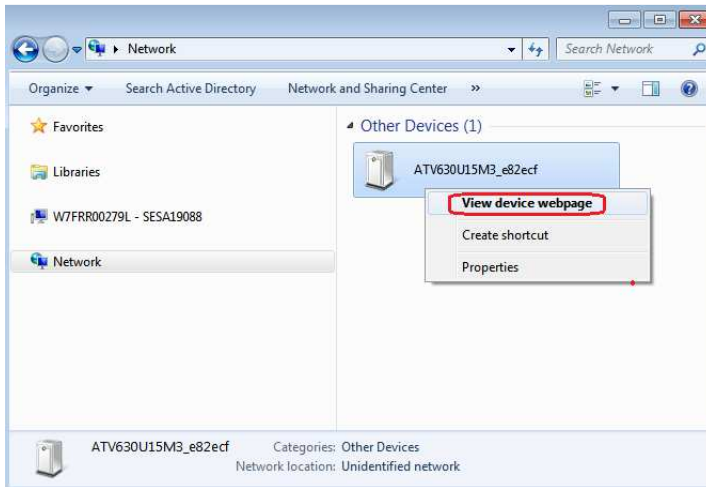 Network
Search Network
Organize
Search Active Directory
Network and Sharing Center
»
Favorites
Libraries
W7FRR00279L - SESA19088
Network
Other Devices (1)
ATV630U15M3_e82ecf
View device webpage
Create shortcut
Properties
ATV630U15M3_e82ecf Categories: Other Devices
Network location: Unidentified network